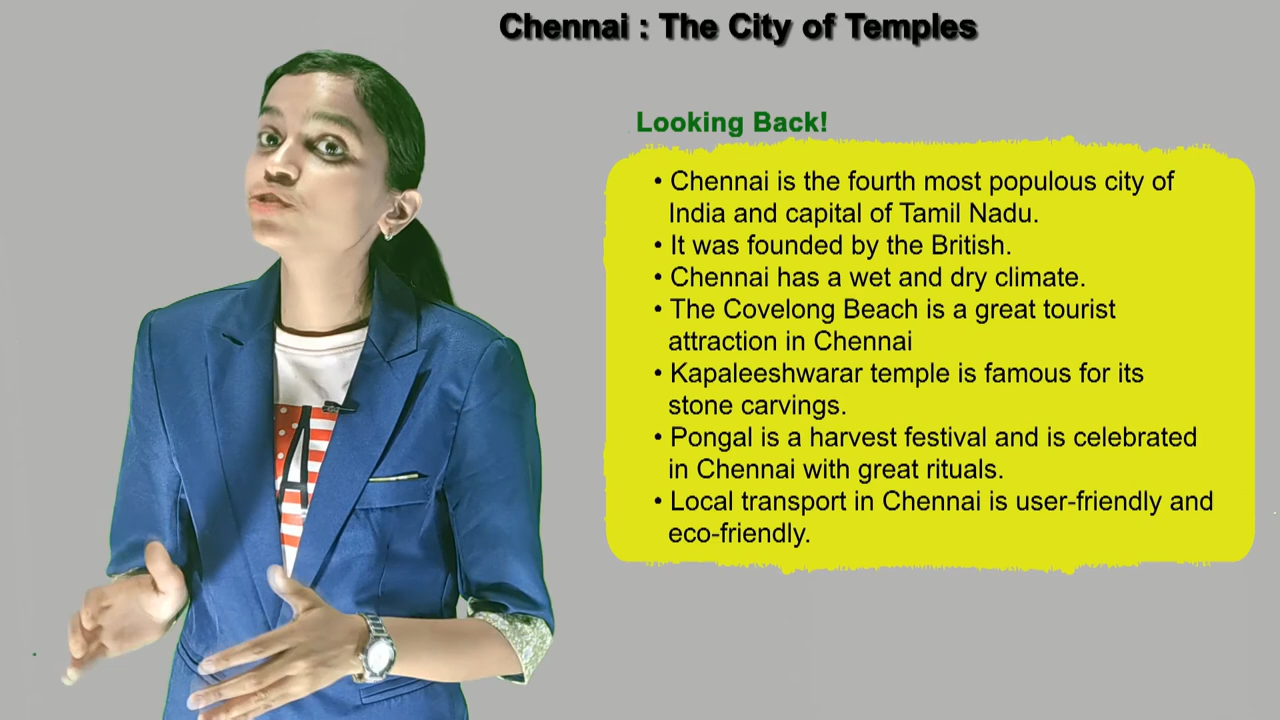 Chennai : The City of Temples
Looking Back!
• Chennai is the fourth most populous city of
India and capital of Tamil Nadu.
• It was founded by the British.
• Chennai has a wet and dry climate.
• The Covelong Beach is a great tourist
attraction in Chennai
• Kapaleeshwarar temple is famous for its
stone carvings.
• Pongal is a harvest festival and is celebrated
in Chennai with great rituals.
• Local transport in Chennai is user-friendly and
eco-friendly.
A